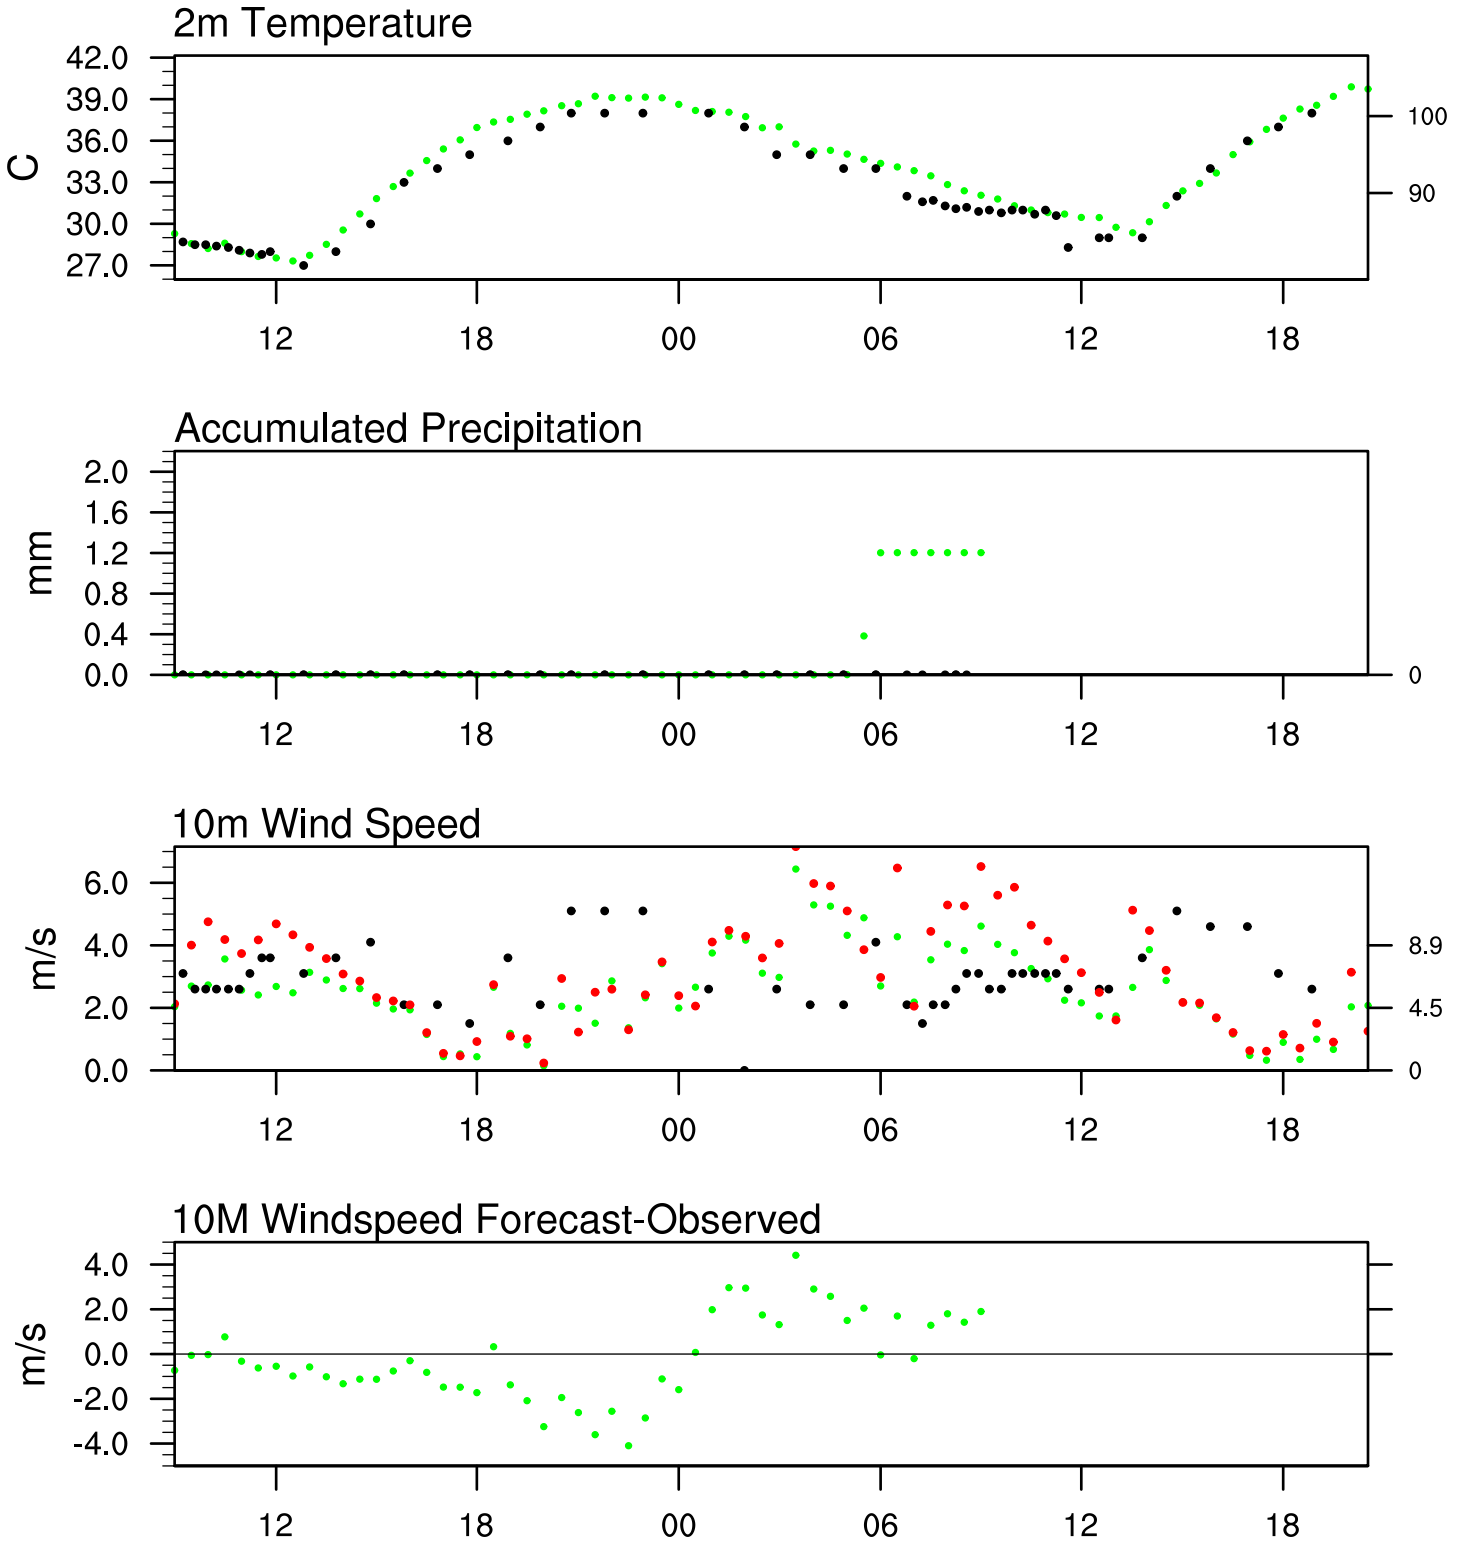 2m Temperature
42.0
39.0
36.0
33.0
30.0
27.0
C
100
90
12 18 00 06 12 18
Accumulated Precipitation
2.0
1.6
1.2
0.8
0.4
0.0
mm
0
12 18 00 06 12 18
10m Wind Speed
6.0
4.0
2.0
0.0
m/s
8.9
4.5
0
12 18 00 06 12 18
10M Windspeed Forecast-Observed
4.0
2.0
0.0
-2.0
-4.0
m/s
12 18 00 06 12 18